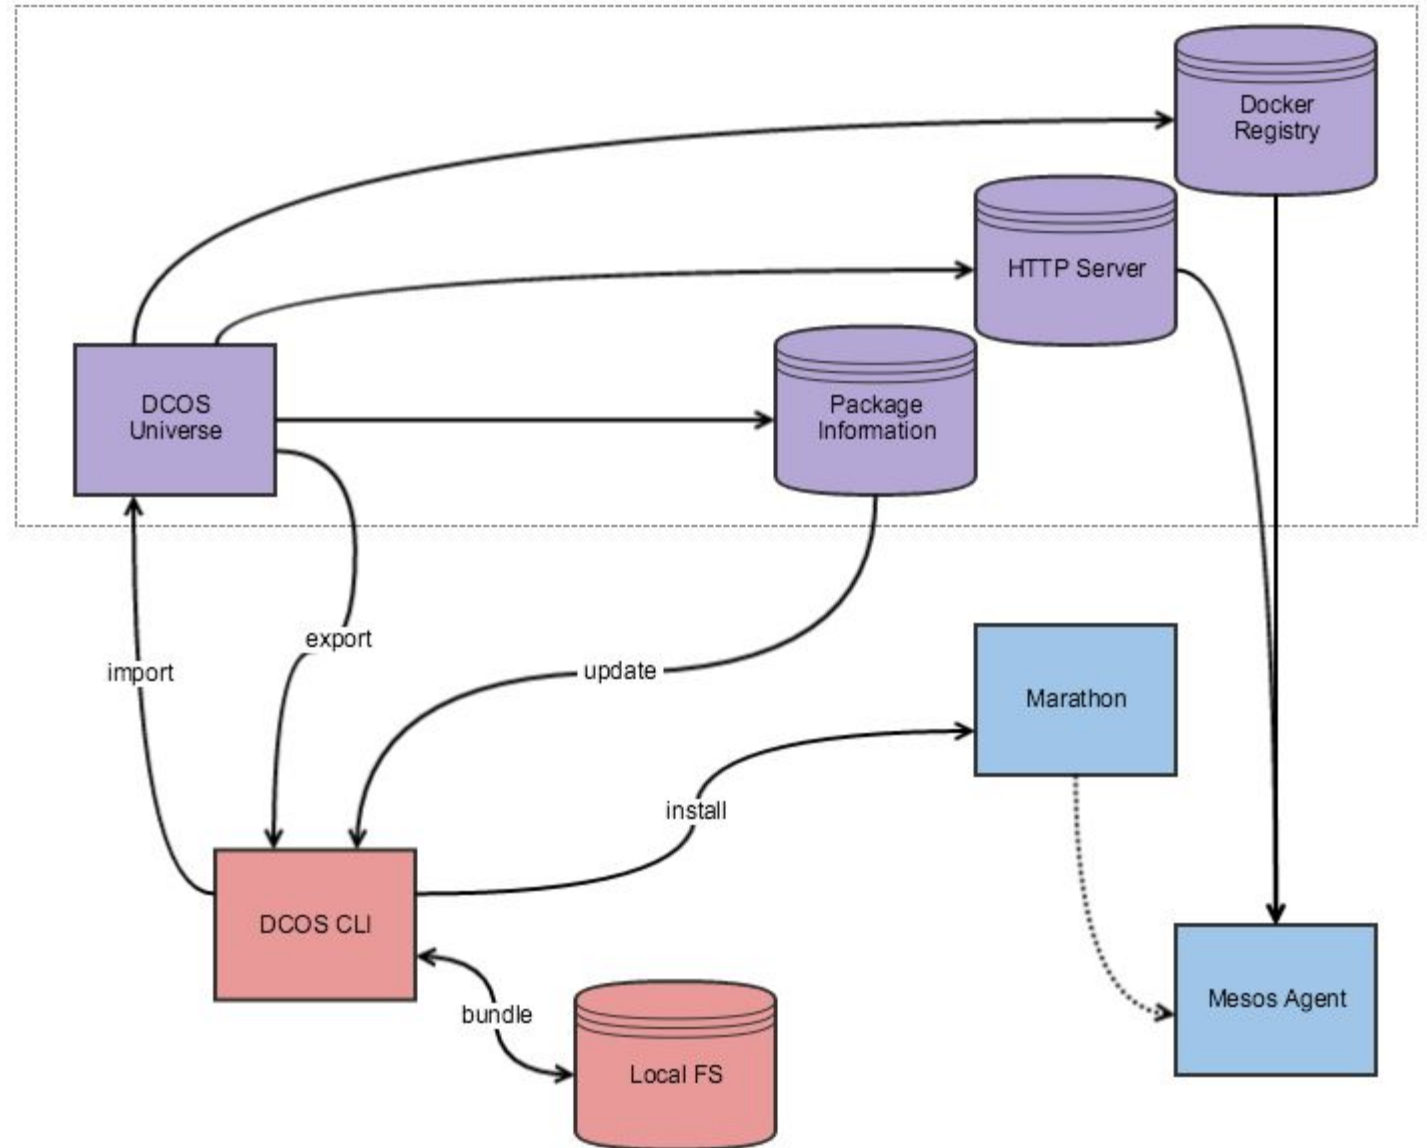 Docker
Registry
HTTP Server
DCOS
Universe
Package
Information
export
import
update
Marathon
install
DCOS CLI
Mesos Agent
bundle
Local FS